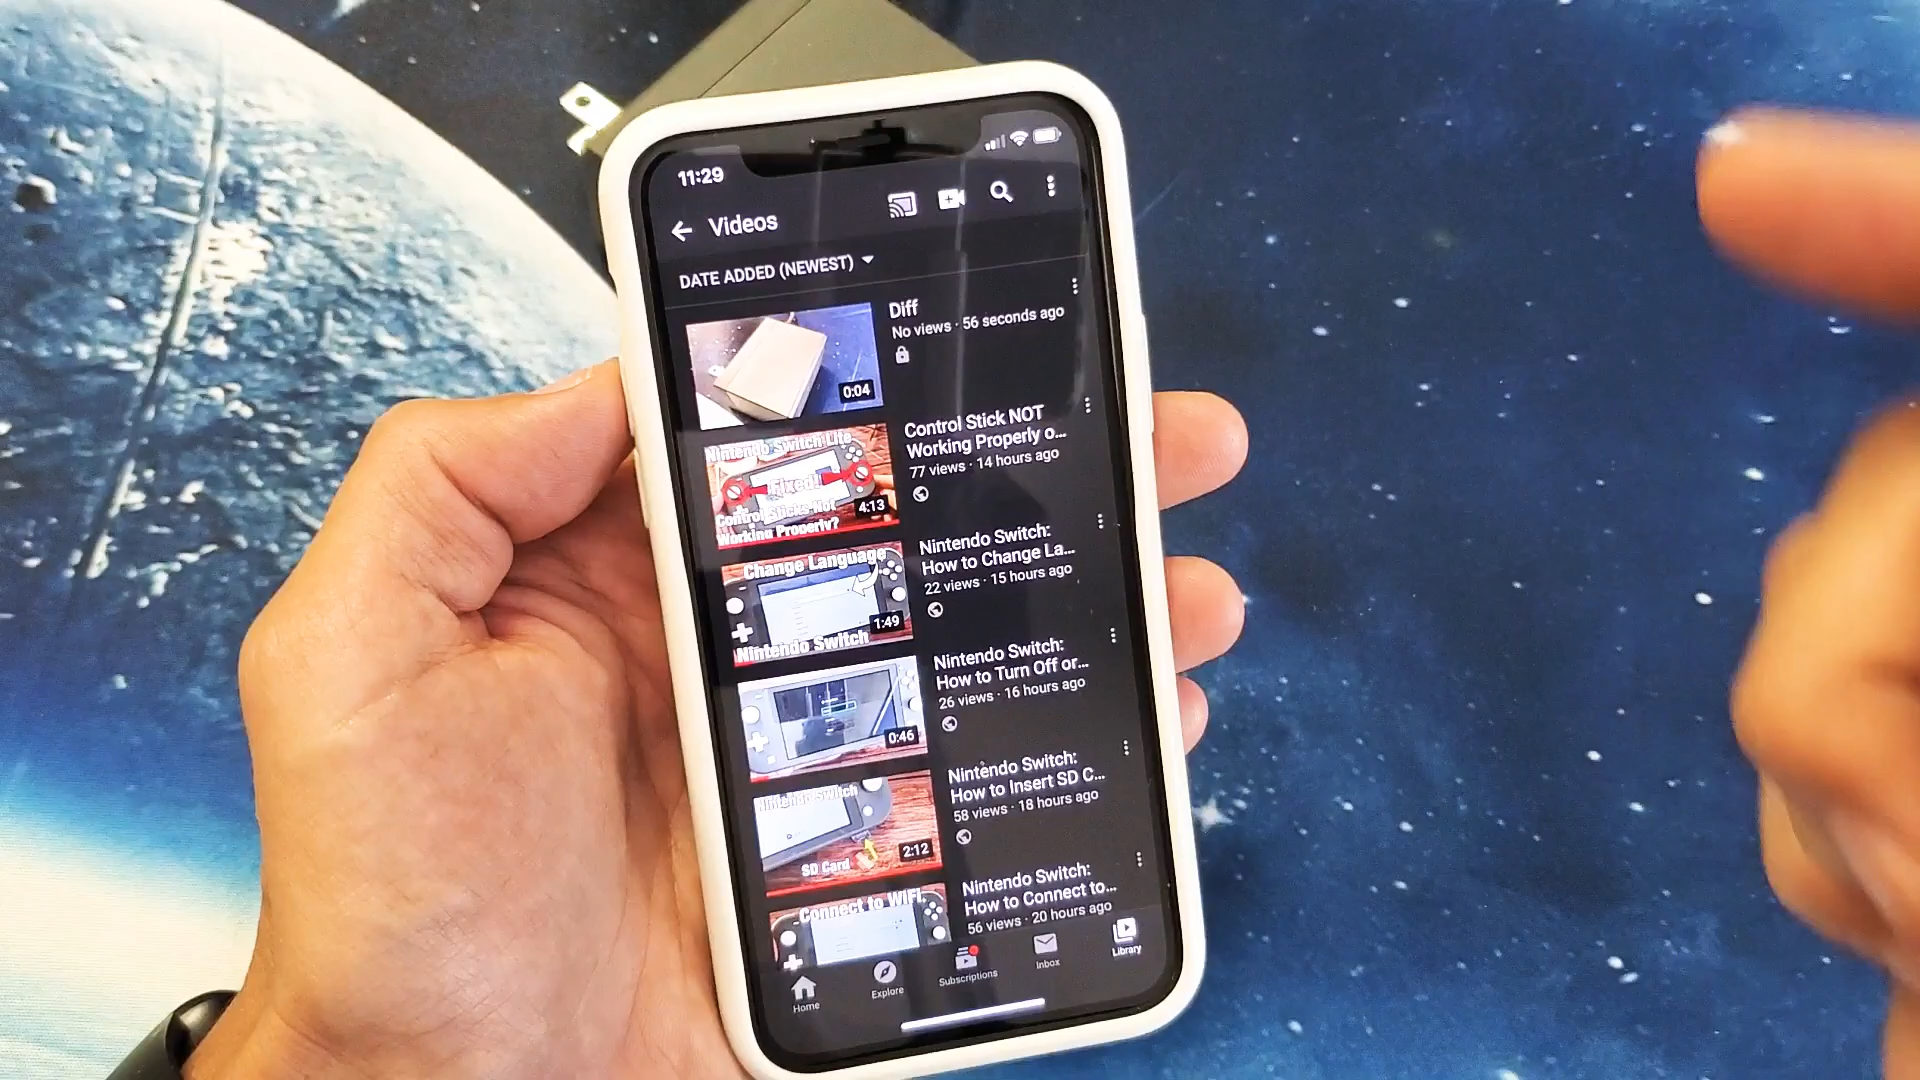 11:29
Videos
DATE ADDED (NEWEST)
Diff
No views · 56 seconds ago
0:04
Control Stick NOT
Working Properly o...
77 views · 14 hours ago
Nintendo Switch Lite
Fixed!
Control Sticks Not
Working Properly?
4:13
Nintendo Switch:
How to Change La...
22 views · 15 hours ago
Change Language
Nintendo Switch
1:49
Nintendo Switch:
How to Turn Off or...
26 views · 16 hours ago
0:46
Nintendo Switch:
How to Insert SD C...
58 views · 18 hours ago
Nintendo Switch
SD Card
2:12
Nintendo Switch:
How to Connect to...
56 views · 20 hours ago
Connect to WiFi
Home
Explore
Subscriptions
Inbox
Library